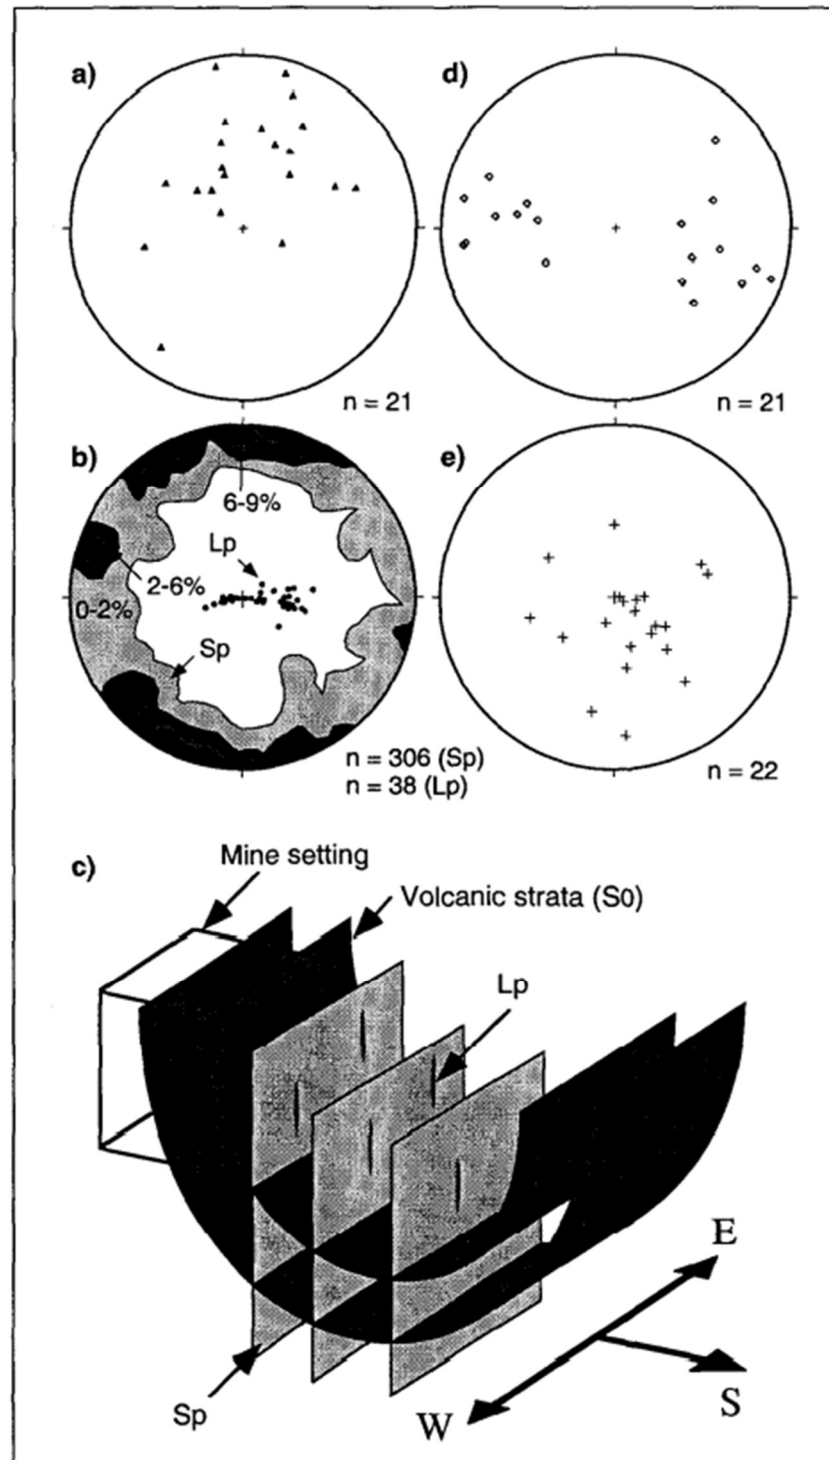 a)
d)
n = 21
n = 21
b)
e)
6-9%
Lp
2-6%
0-2%
Sp
n = 306 (Sp)
n = 38 (Lp)
n = 22
c)
Mine setting
Volcanic strata (S0)
Lp
E
S
W
Sp